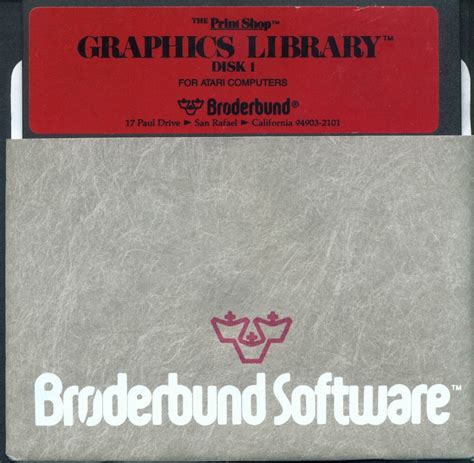 THE Print Shop™
GRAPHICS LIBRARY™
DISK 1
FOR ATARI COMPUTERS
Brøderbund®
17 Paul Drive ► San Rafael ► California 94903-2101
Brøderbund Software™